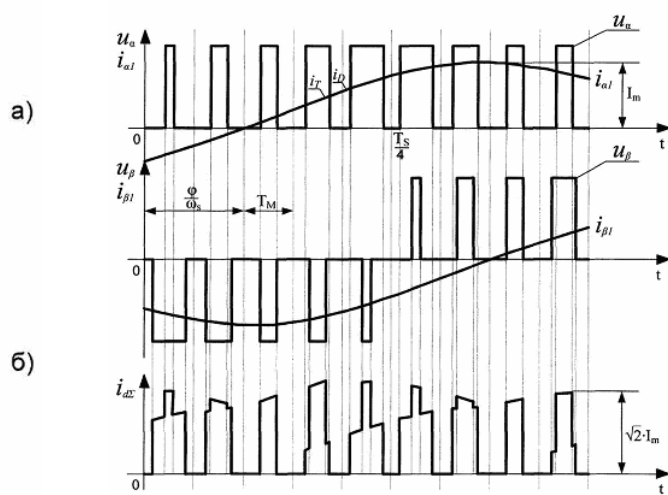 u_α
i_α1
а)
0
i_T
i_D
u_α
i_α1
I_m
T_S/4
t
u_β
i_β1
φ/ω_s
T_M
u_β
i_β1
0
t
б)
i_dΣ
√2·I_m
0
t